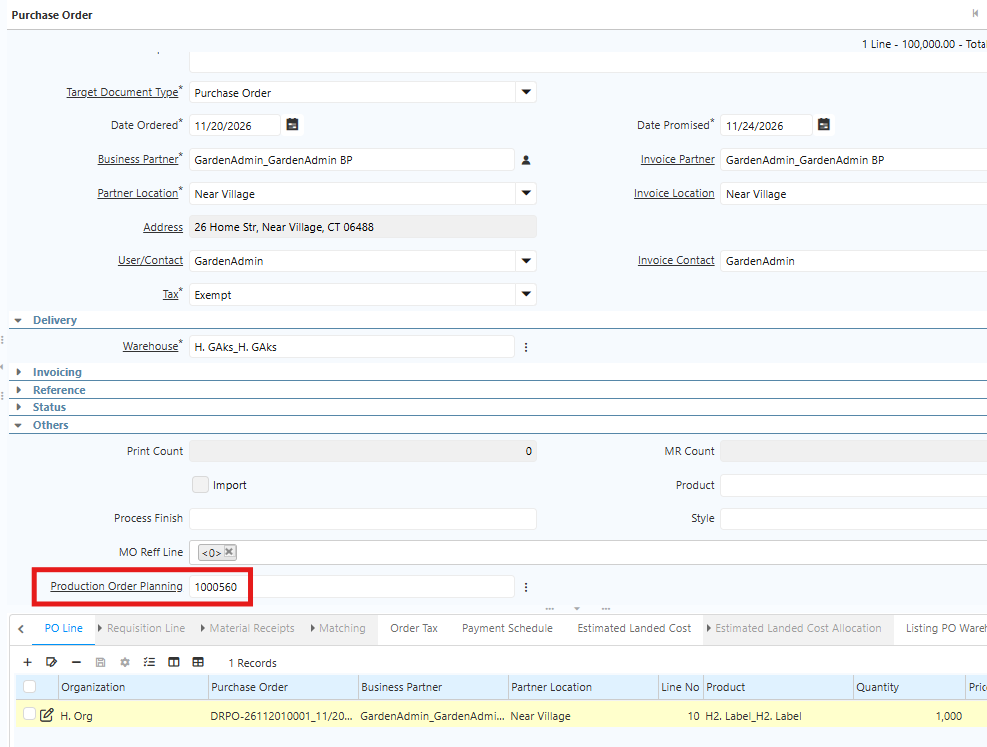 Purchase Order
1 Line - 100,000.00 - Total
Target Document Type* Purchase Order
Date Ordered* 11/20/2026 Date Promised* 11/24/2026
Business Partner* GardenAdmin_GardenAdmin BP Invoice Partner GardenAdmin_GardenAdmin BP
Partner Location* Near Village Invoice Location Near Village
Address 26 Home Str, Near Village, CT 06488
User/Contact GardenAdmin Invoice Contact GardenAdmin
Tax* Exempt
Delivery
Warehouse* H. GAks_H. GAks
Invoicing
Reference
Status
Others
Print Count 0 MR Count
Import Product
Process Finish Style
MO Reff Line <0>
Production Order Planning 1000560
PO Line Requisition Line Material Receipts Matching Order Tax Payment Schedule Estimated Landed Cost Estimated Landed Cost Allocation Listing PO Wareh
1 Records
Organization Purchase Order Business Partner Partner Location Line No Product Quantity Pric
H. Org DRPO-26112010001_11/20... GardenAdmin_GardenAdmi... Near Village 10 H2. Label_H2. Label 1,000